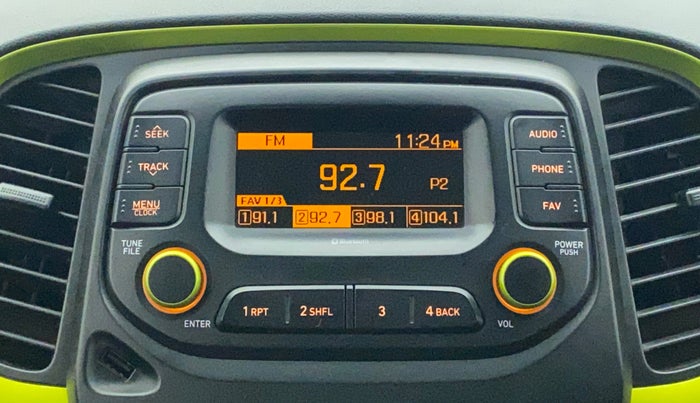 FM 11:24 PM
92.7 P2
FAV 1/3
1 91.1 2 92.7 3 98.1 4 104.1
SEEK
TRACK
MENU
CLOCK
AUDIO
PHONE
FAV
TUNE
FILE
POWER
PUSH
Bluetooth
ENTER
1 RPT 2 SHFL 3 4 BACK
VOL